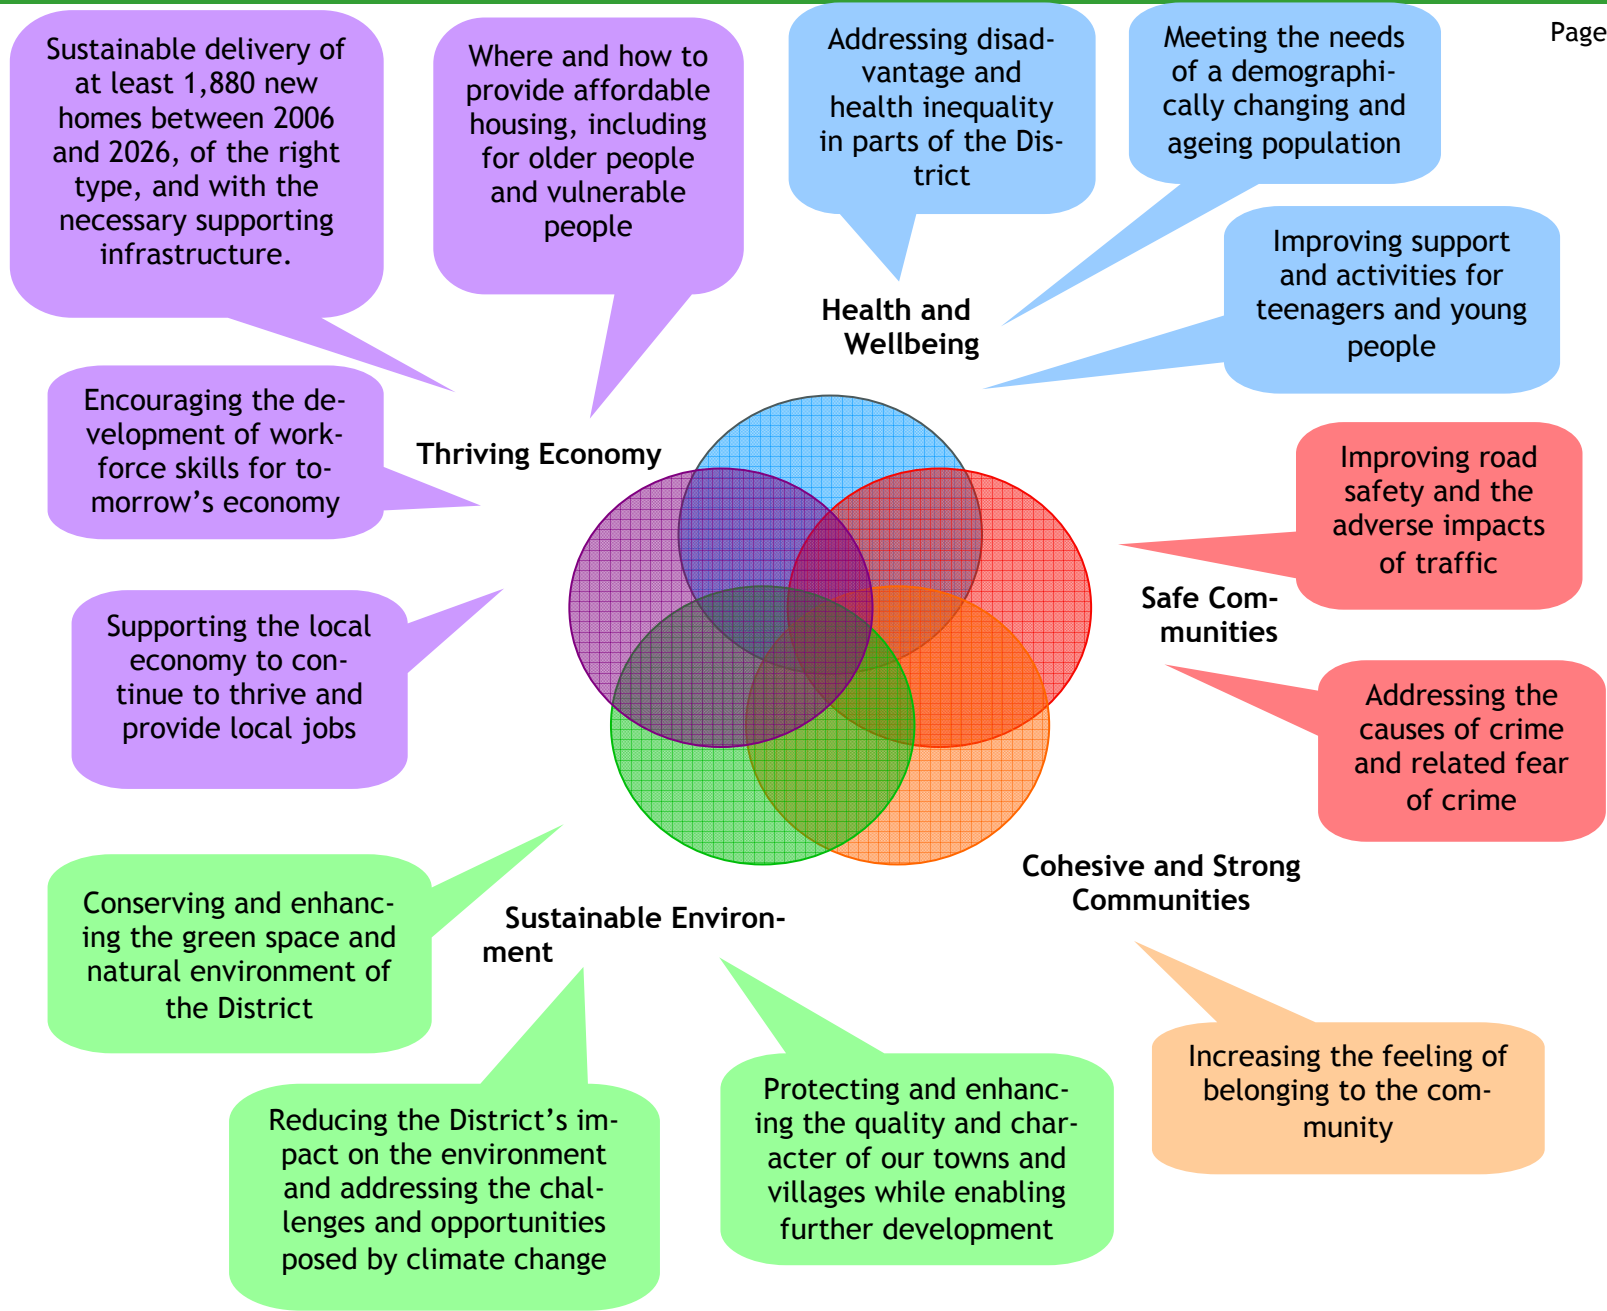 Page
Sustainable delivery of
at least 1,880 new
homes between 2006
and 2026, of the right
type, and with the
necessary supporting
infrastructure.
Where and how to
provide affordable
housing, including
for older people
and vulnerable
people
Addressing disad-
vantage and
health inequality
in parts of the Dis-
trict
Meeting the needs
of a demographi-
cally changing and
ageing population
Improving support
and activities for
teenagers and young
people
Health and
Wellbeing
Encouraging the de-
velopment of work-
force skills for to-
morrow’s economy
Thriving Economy
Improving road
safety and the
adverse impacts
of traffic
Safe Com-
munities
Supporting the local
economy to con-
tinue to thrive and
provide local jobs
Addressing the
causes of crime
and related fear
of crime
Cohesive and Strong
Communities
Conserving and enhanc-
ing the green space and
natural environment of
the District
Sustainable Environ-
ment
Increasing the feeling of
belonging to the com-
munity
Reducing the District’s im-
pact on the environment
and addressing the chal-
lenges and opportunities
posed by climate change
Protecting and enhanc-
ing the quality and char-
acter of our towns and
villages while enabling
further development